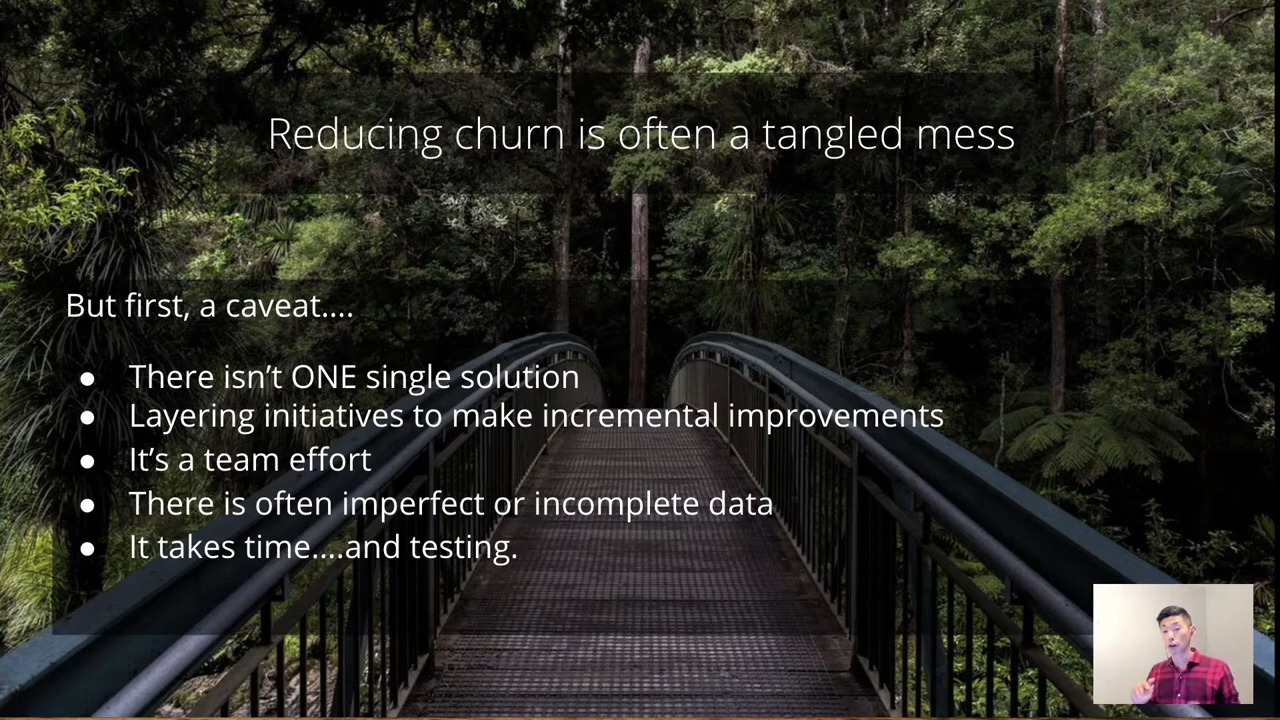 Reducing churn is often a tangled mess
But first, a caveat....
● There isn’t ONE single solution
● Layering initiatives to make incremental improvements
● It’s a team effort
● There is often imperfect or incomplete data
● It takes time....and testing.